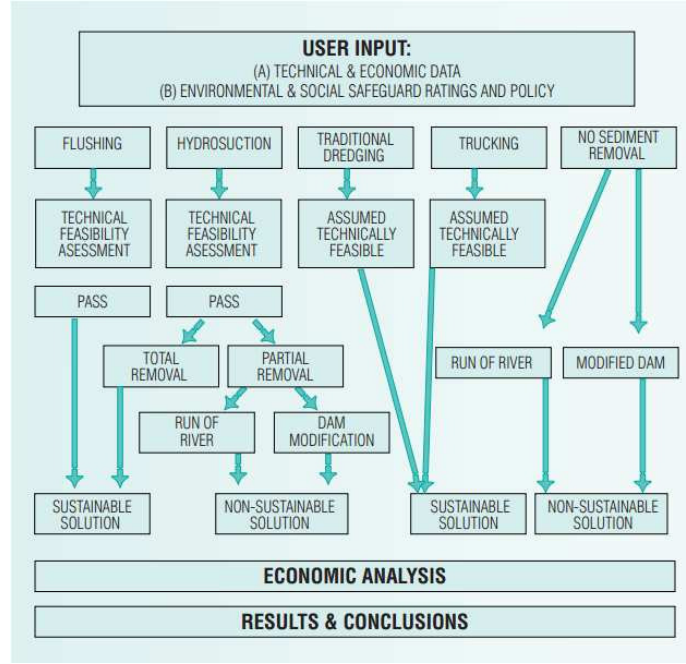 USER INPUT:
(A) TECHNICAL & ECONOMIC DATA
(B) ENVIRONMENTAL & SOCIAL SAFEGUARD RATINGS AND POLICY
FLUSHING
HYDROSUCTION
TRADITIONAL
DREDGING
TRUCKING
NO SEDIMENT
REMOVAL
TECHNICAL
FEASIBILITY
ASESSMENT
TECHNICAL
FEASIBILITY
ASESSMENT
ASSUMED
TECHNICALLY
FEASIBLE
ASSUMED
TECHNICALLY
FEASIBLE
PASS
PASS
TOTAL
REMOVAL
PARTIAL
REMOVAL
RUN OF RIVER
MODIFIED DAM
RUN OF
RIVER
DAM
MODIFICATION
SUSTAINABLE
SOLUTION
NON-SUSTAINABLE
SOLUTION
SUSTAINABLE
SOLUTION
NON-SUSTAINABLE
SOLUTION
ECONOMIC ANALYSIS
RESULTS & CONCLUSIONS